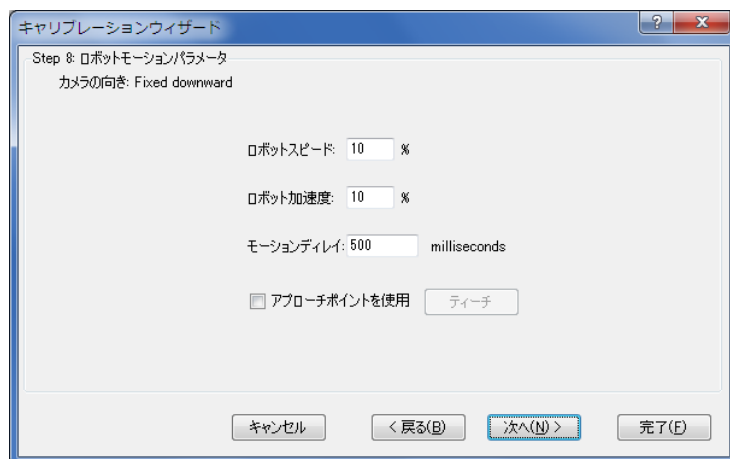 キャリブレーションウィザード
Step 8: ロボットモーションパラメータ
カメラの向き: Fixed downward
ロボットスピード: 10 %
ロボット加速度: 10 %
モーションディレイ: 500 milliseconds
アプローチポイントを使用 ティーチ
キャンセル < 戻る(B) 次へ(N) > 完了(F)